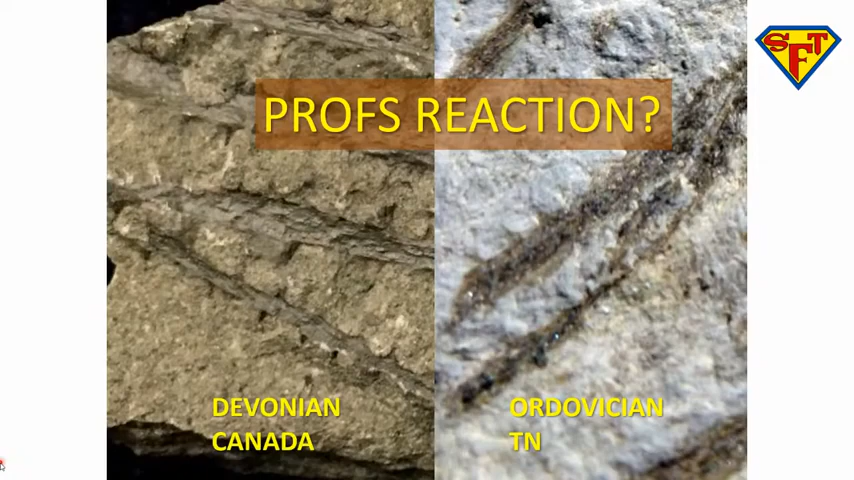 SFT
PROFS REACTION?
DEVONIAN
CANADA
ORDOVICIAN
TN